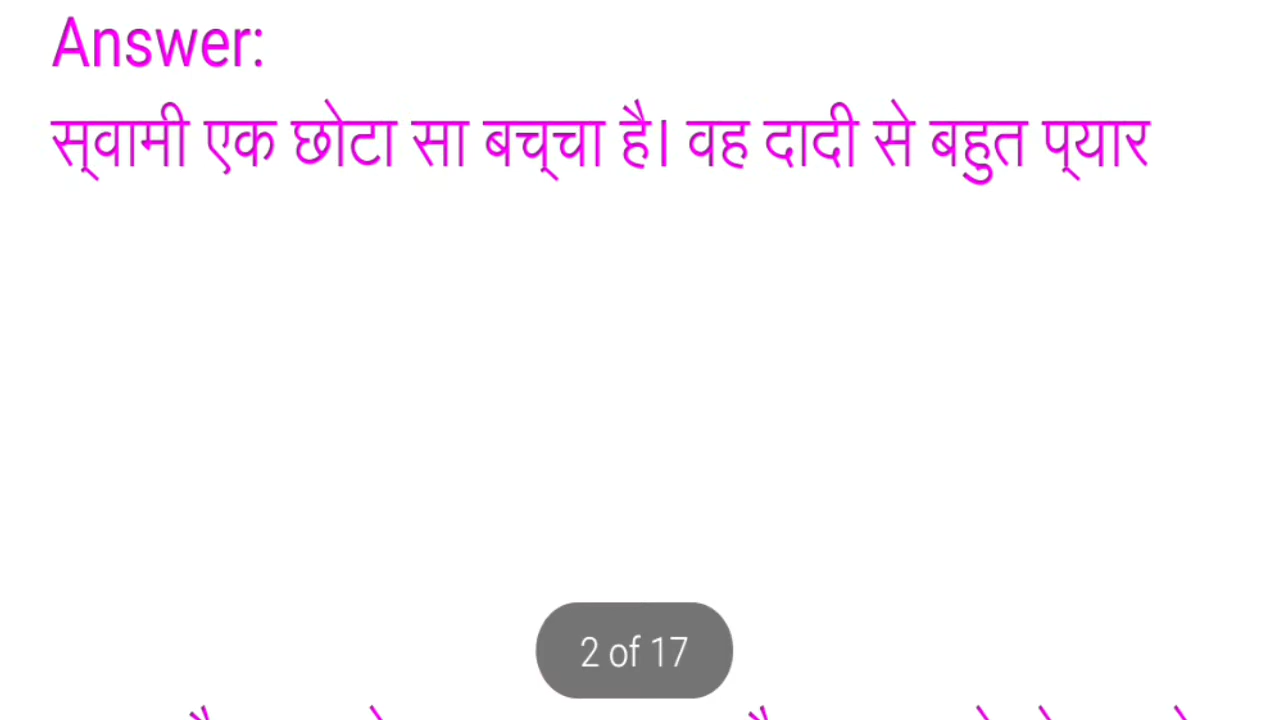 Answer:
स्वामी एक छोटा सा बच्चा है। वह दादी से बहुत प्यार
2 of 17